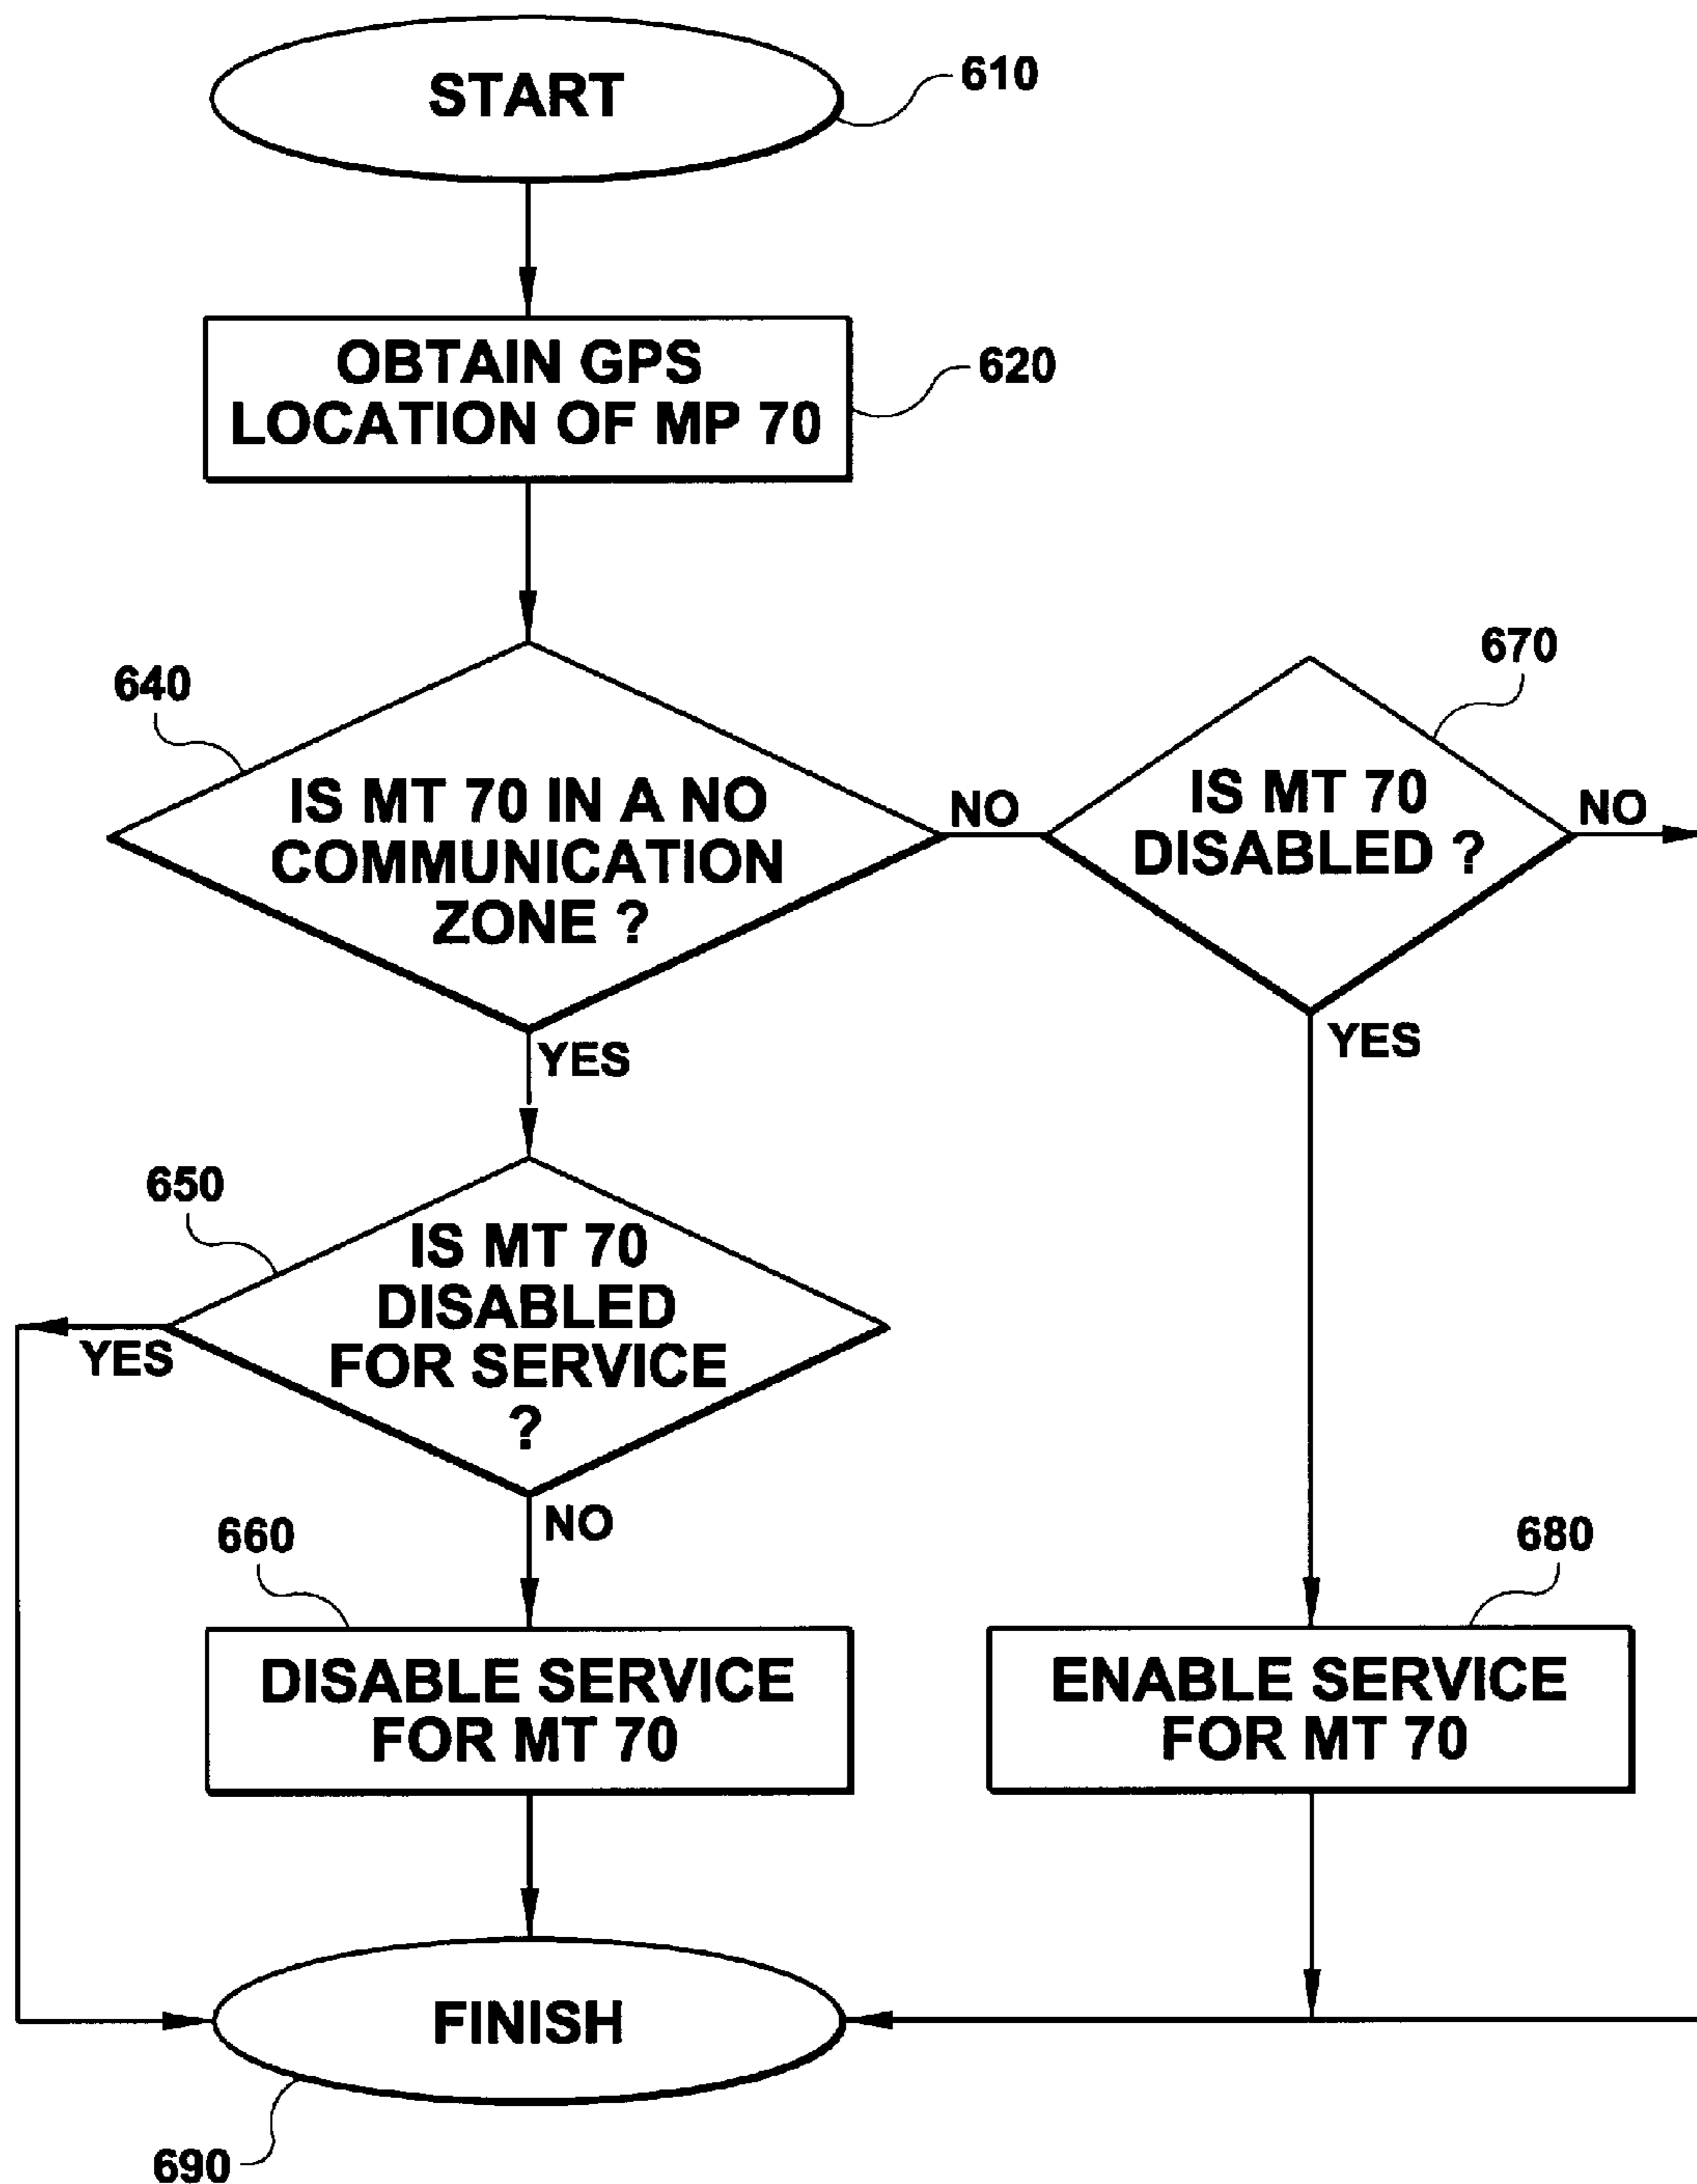 START
610
OBTAIN GPS
LOCATION OF MP 70
620
640
IS MT 70 IN A NO
COMMUNICATION
ZONE ?
NO
670
IS MT 70
DISABLED ?
NO
YES
YES
650
IS MT 70
DISABLED
FOR SERVICE
?
YES
NO
660
DISABLE SERVICE
FOR MT 70
680
ENABLE SERVICE
FOR MT 70
FINISH
690